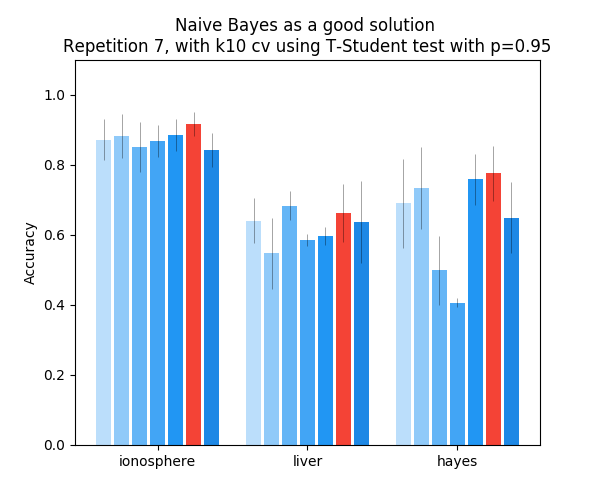 Naive Bayes as a good solution
Repetition 7, with k10 cv using T-Student test with p=0.95
1.0
0.8
0.6
0.4
0.2
0.0
Accuracy
ionosphere
liver
hayes